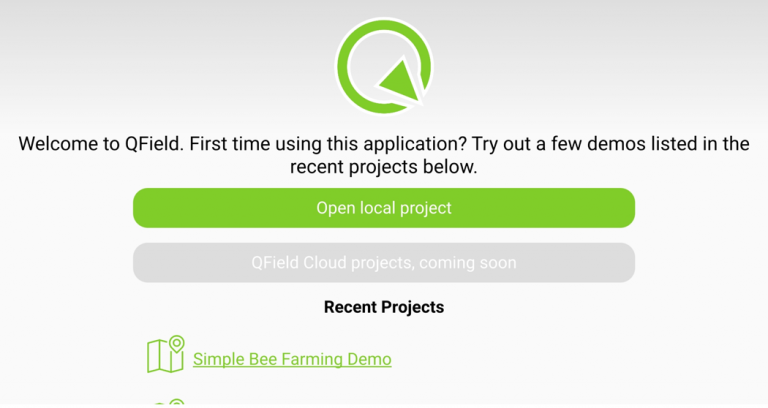 Welcome to QField. First time using this application? Try out a few demos listed in the
recent projects below.
Open local project
QField Cloud projects, coming soon
Recent Projects
Simple Bee Farming Demo